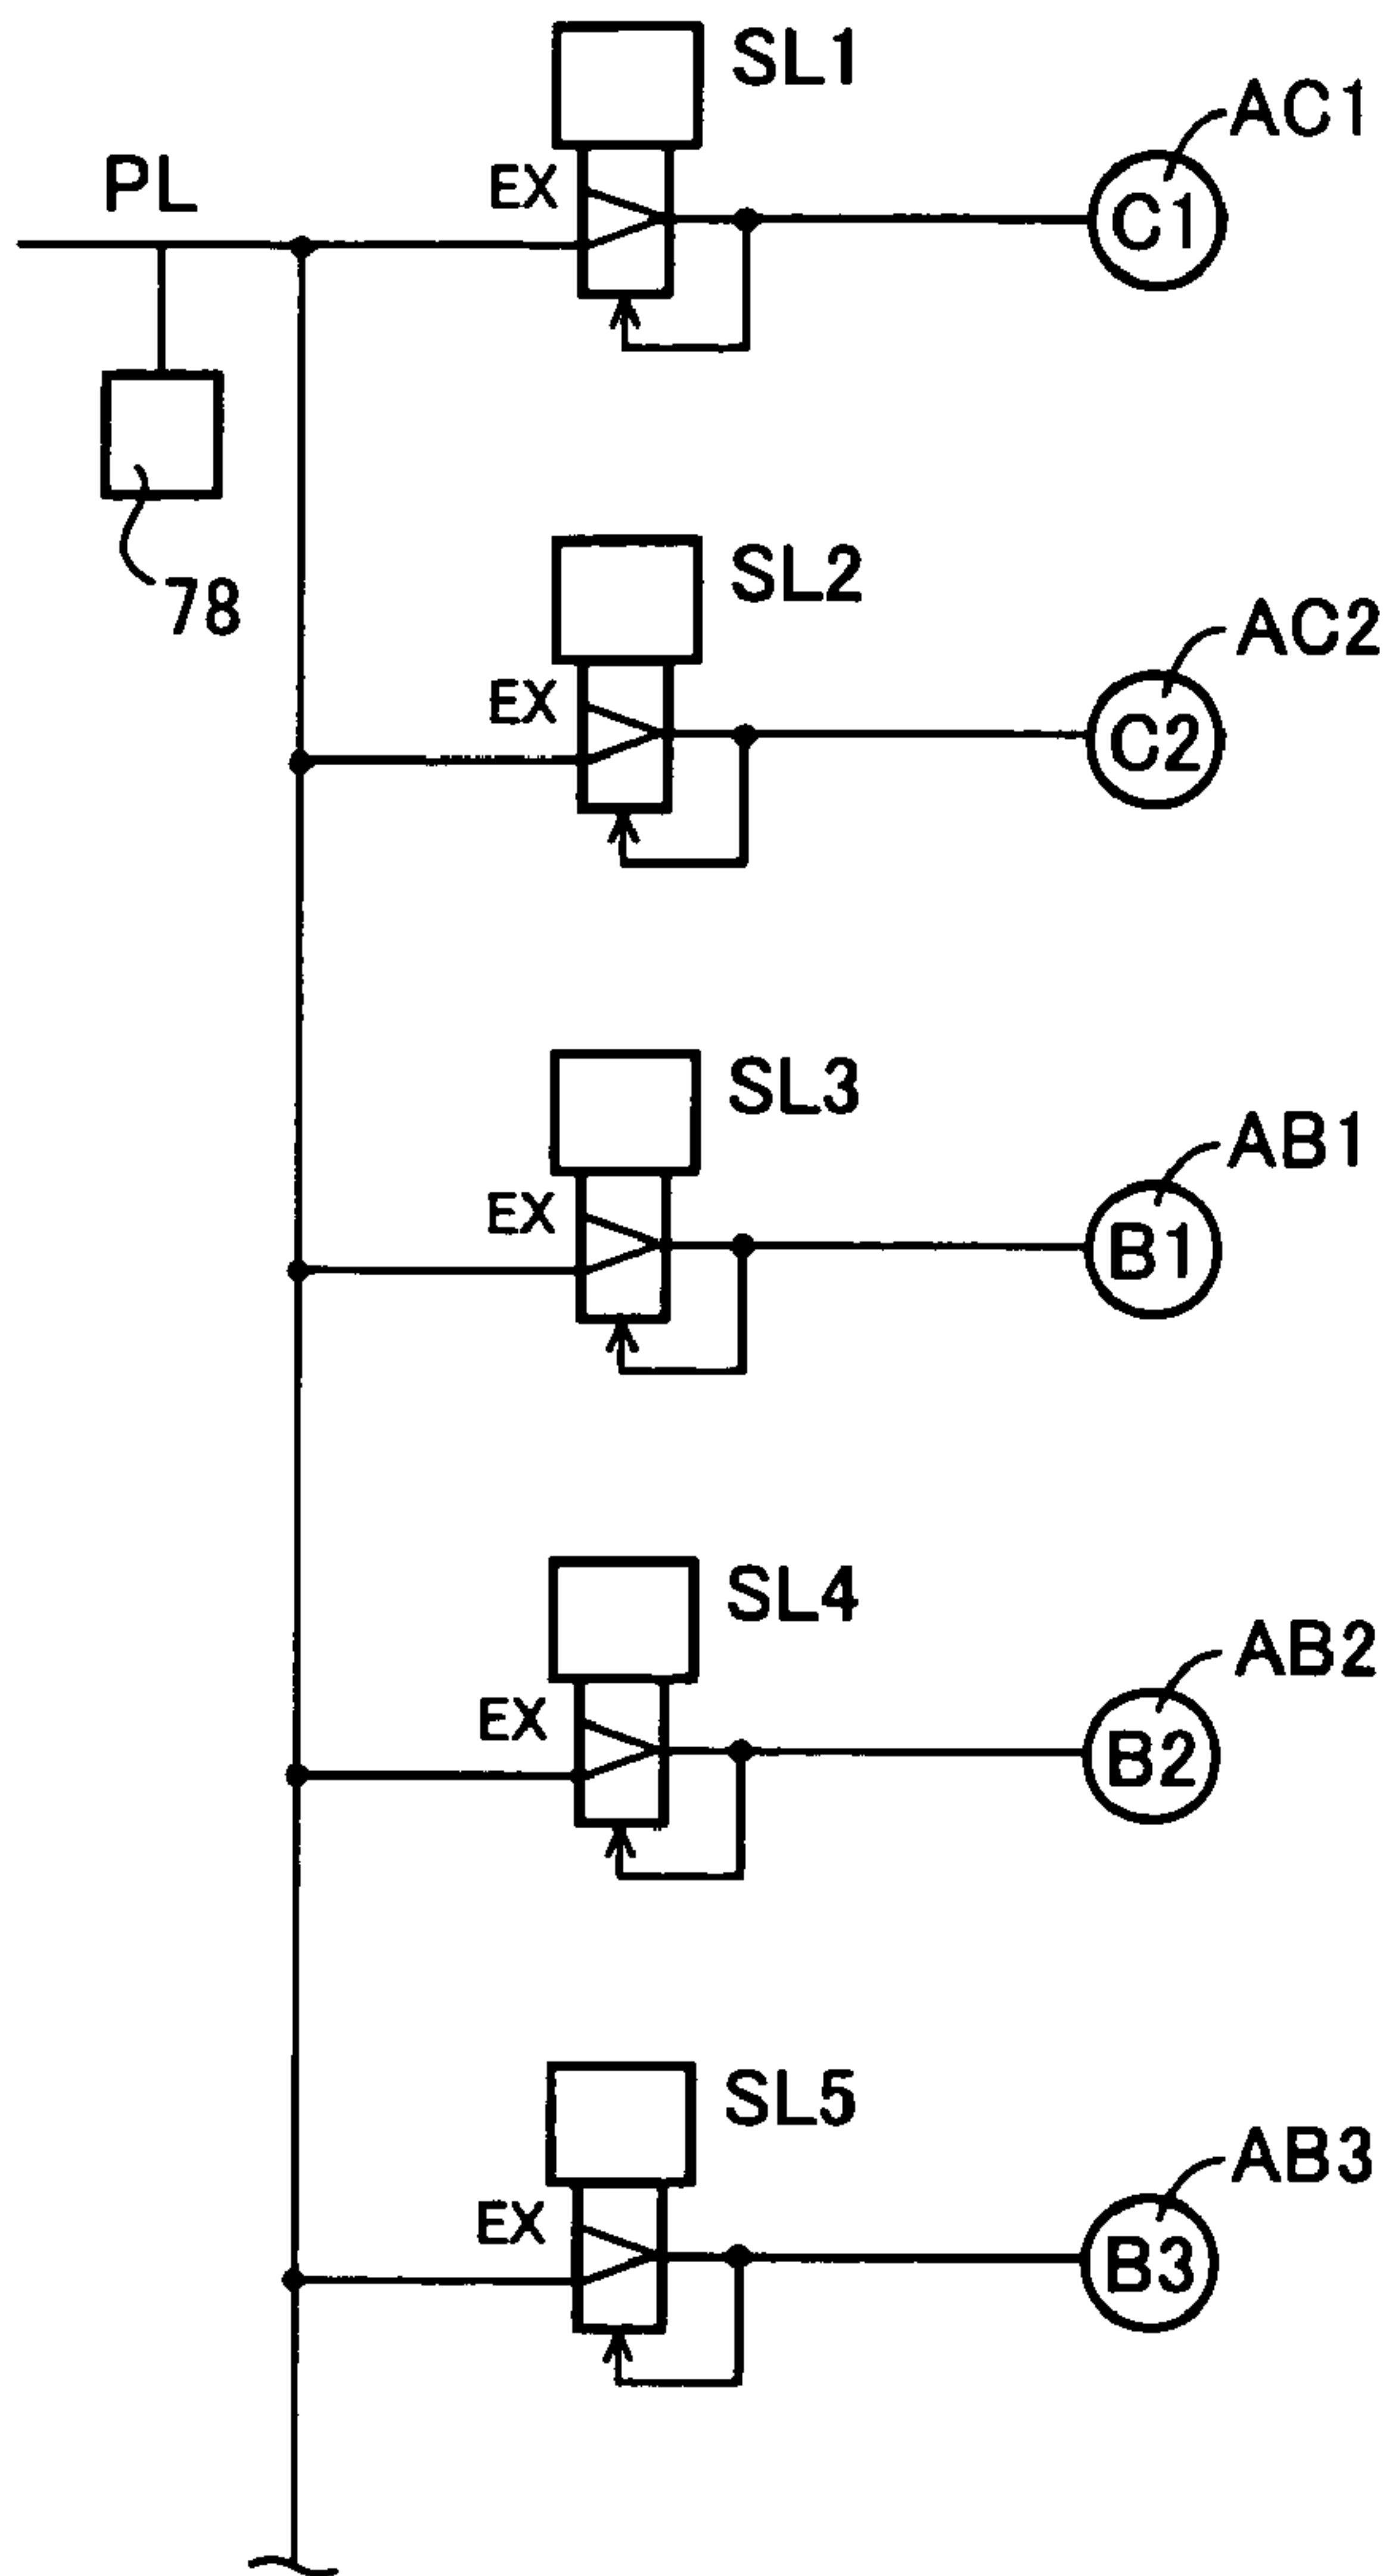 SL1
AC1
EX
C1
PL
78
SL2
AC2
EX
C2
SL3
AB1
EX
B1
SL4
AB2
EX
B2
SL5
AB3
EX
B3